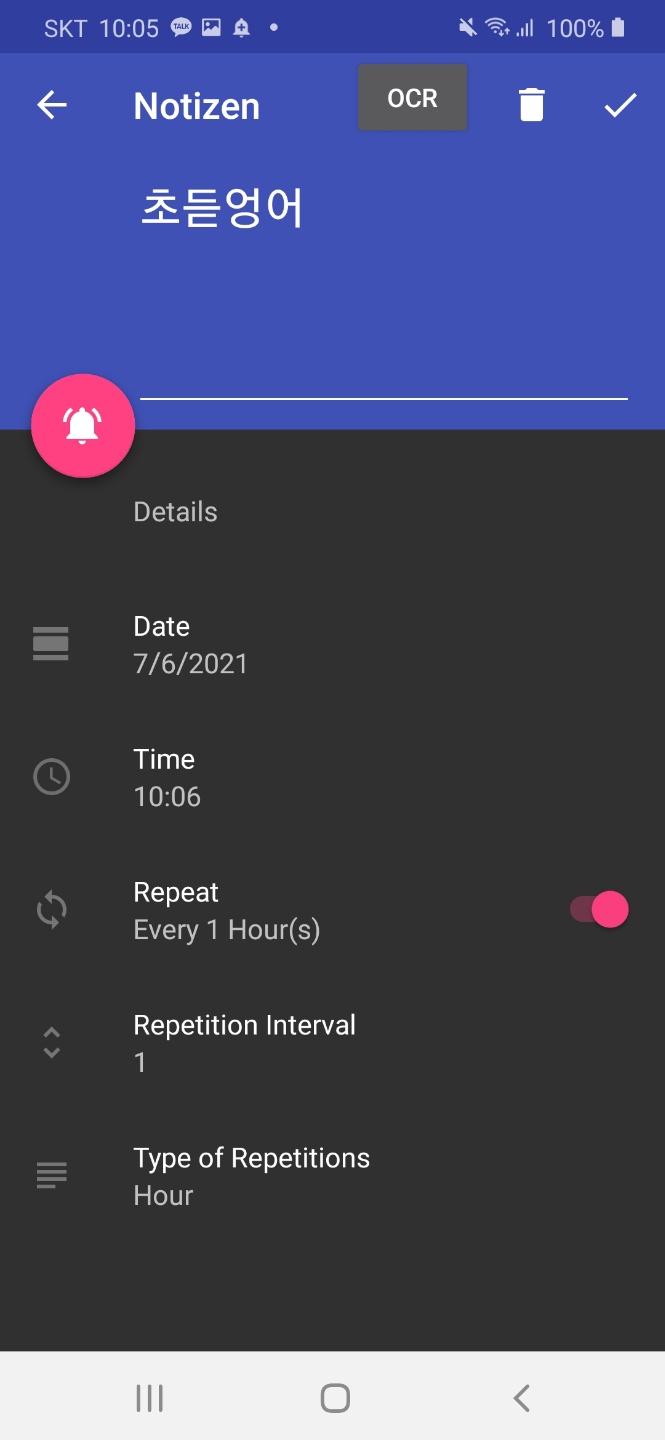 SKT 10:05 TALK 100%
Notizen OCR
초듣엉어
Details
Date
7/6/2021
Time
10:06
Repeat
Every 1 Hour(s)
Repetition Interval
1
Type of Repetitions
Hour